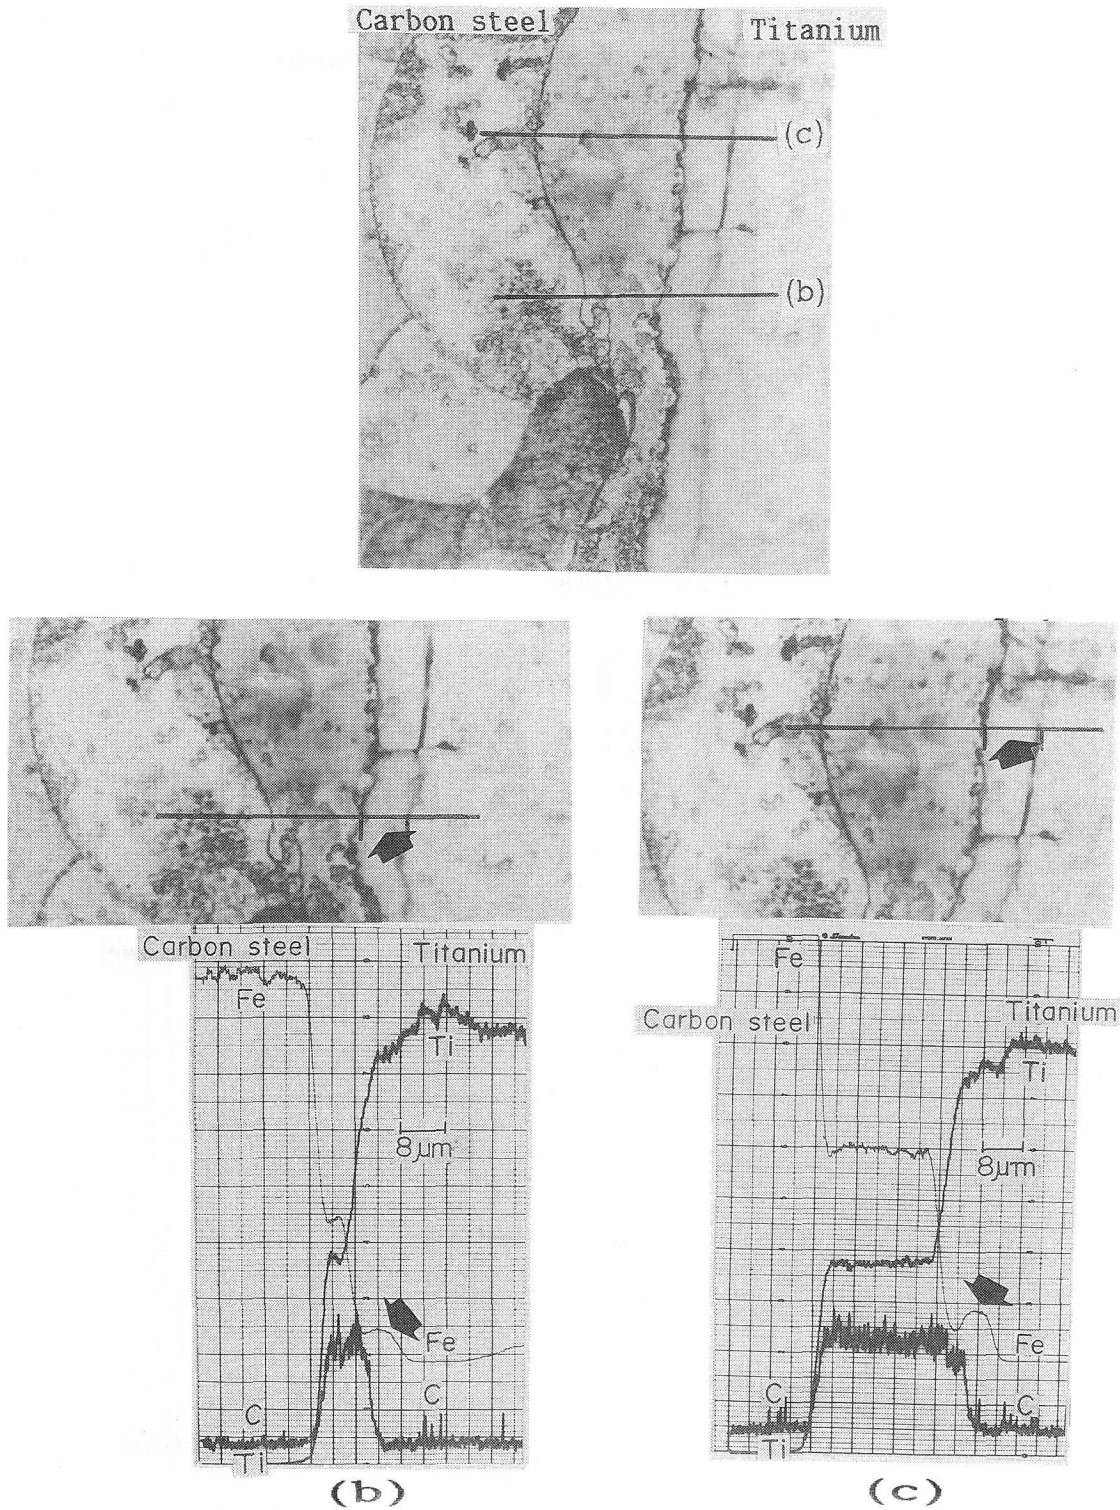 Carbon steel
Titanium
(c)
(b)
Carbon steel
Titanium
Fe
Ti
8μm
Fe
C
C
Ti
(b)
Fe
Carbon steel
Titanium
Ti
8μm
Fe
C
C
Ti
(c)